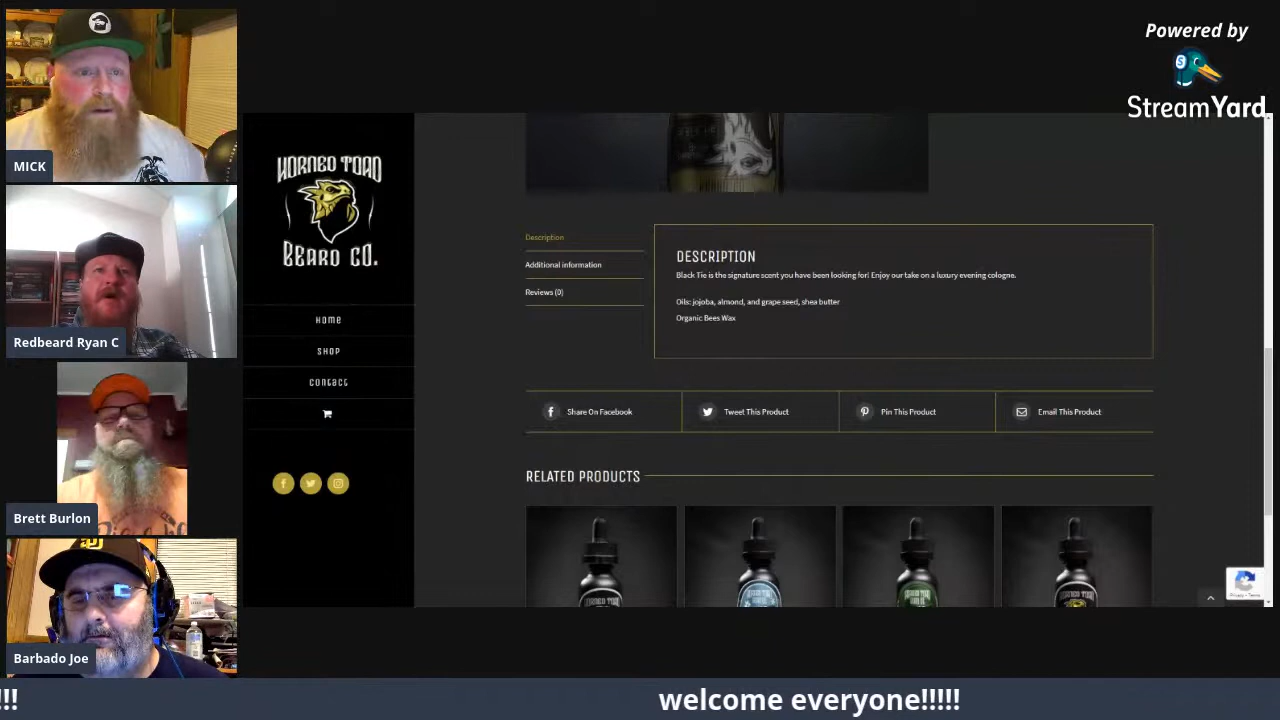 Powered by
StreamYard
MICK
Redbeard Ryan C
Brett Burlon
Barbado Joe
HORNED TOAD
BEARD CO.
HOME
SHOP
CONTACT
Description
Additional information
Reviews (0)
DESCRIPTION
Black Tie is the signature scent you have been looking for! Enjoy our take on a luxury evening cologne.
Oils: jojoba, almond, and grape seed, shea butter
Organic Bees Wax
Share On Facebook
Tweet This Product
Pin This Product
Email This Product
RELATED PRODUCTS
Privacy - Terms
!!! welcome everyone!!!!!